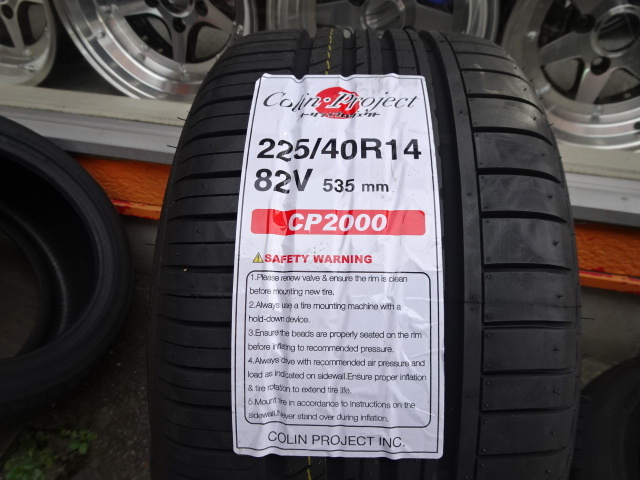 Colin·Project
225/40R14
82V 535 mm
CP2000
⚠SAFETY WARNING
1.Please renew valve & ensure the rim is clean
before mounting new tire.
2.Always use a tire mounting machine with a
hold-down device.
3.Ensure the beads are properly seated on the rim
before inflating to recommended pressure.
4.Always drive with recommended air pressure and
load as indicated on sidewall.Ensure proper inflation
& tire rotation to extend tire life.
5.Mount tire in accordance to instructions on the
sidewall.Never stand over during inflation.
COLIN PROJECT INC.